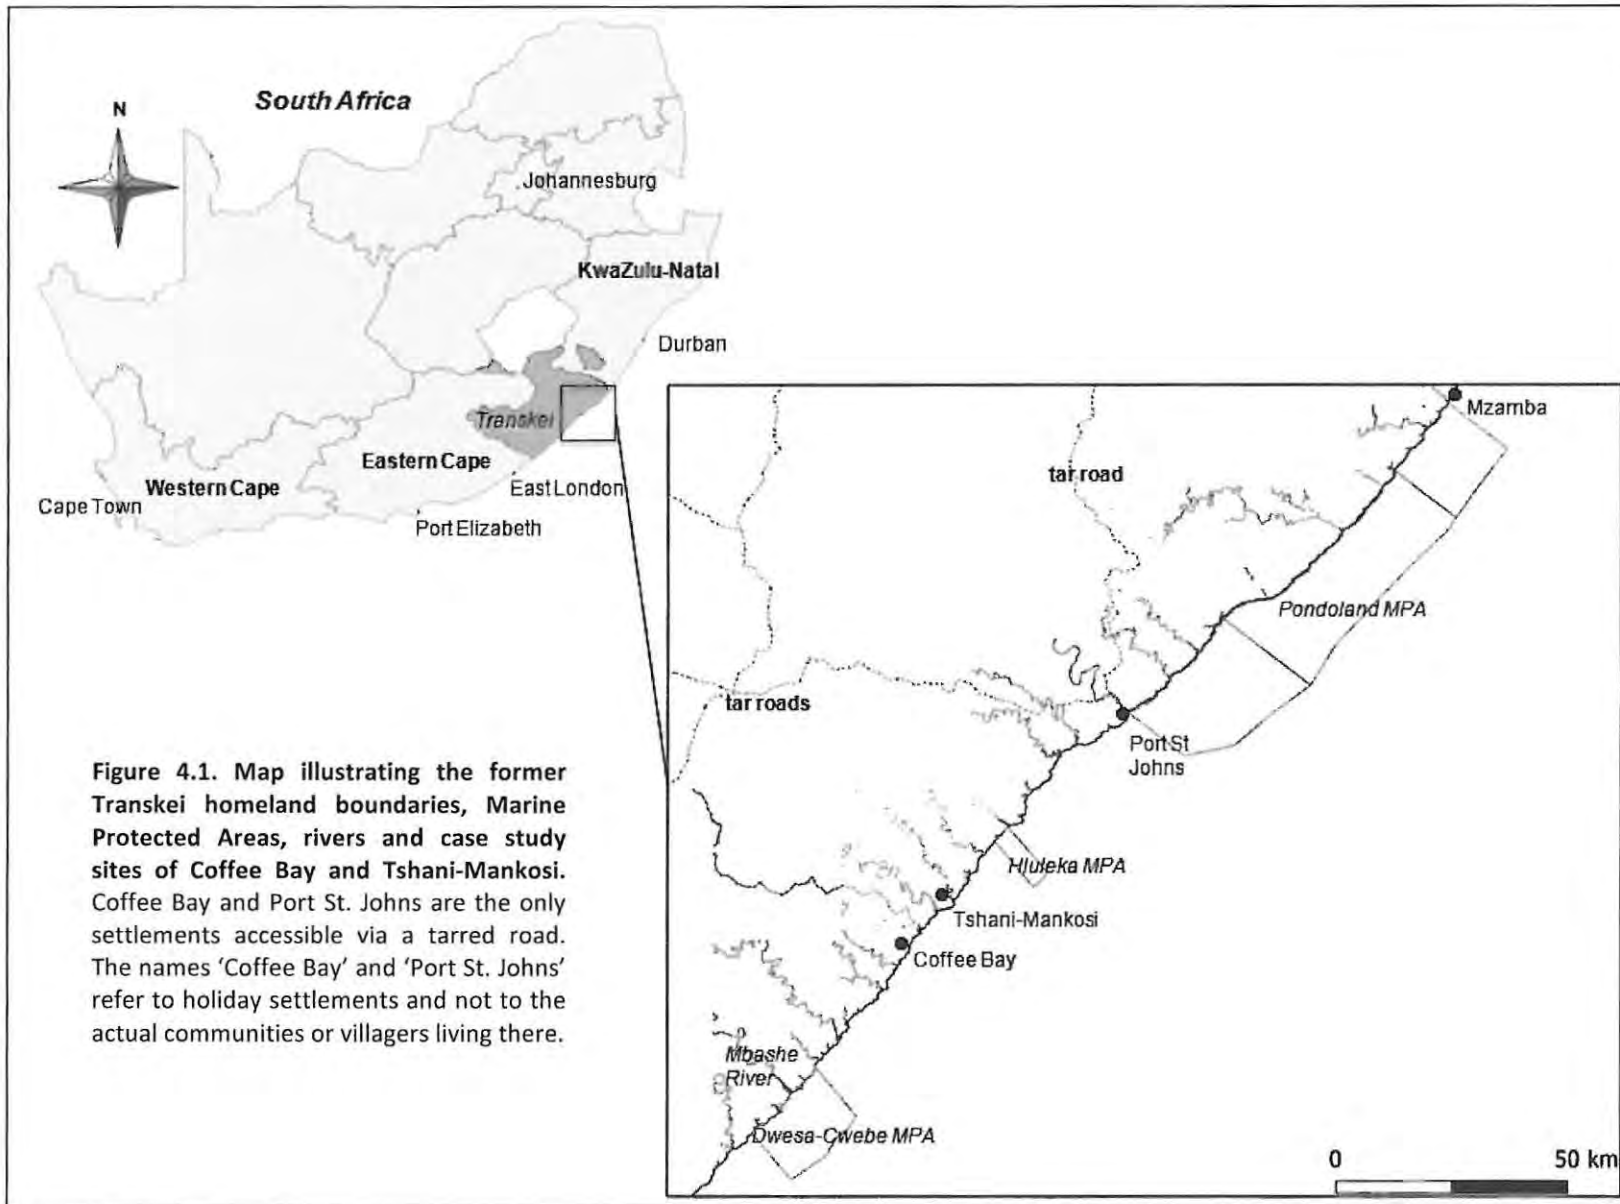 South Africa
N
Johannesburg
KwaZulu-Natal
Durban
Transkei
Eastern Cape
Western Cape
East London
Cape Town
Port Elizabeth
Mzamba
tar road
Pondoland MPA
tar roads
Port St
Johns
Hluleka MPA
Tshani-Mankosi
Coffee Bay
Mbashe
River
Dwesa-Cwebe MPA
0 50 km
Figure 4.1. Map illustrating the former
Transkei homeland boundaries, Marine
Protected Areas, rivers and case study
sites of Coffee Bay and Tshani-Mankosi.
Coffee Bay and Port St. Johns are the only
settlements accessible via a tarred road.
The names ‘Coffee Bay’ and ‘Port St. Johns’
refer to holiday settlements and not to the
actual communities or villagers living there.